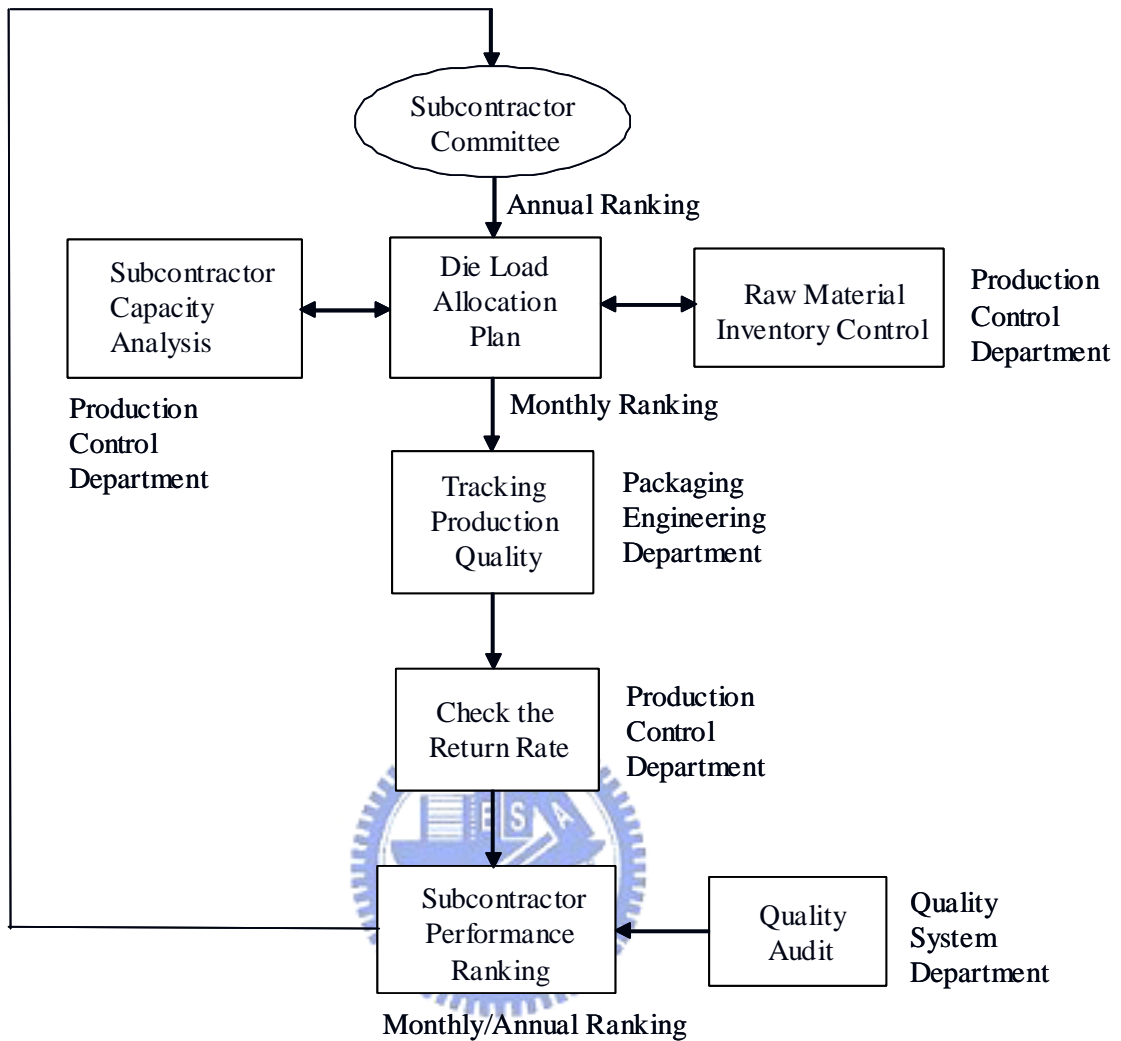 Subcontractor
Committee
Annual Ranking
Subcontractor
Capacity
Analysis
Die Load
Allocation
Plan
Raw Material
Inventory Control
Production
Control
Department
Production
Control
Department
Monthly Ranking
Tracking
Production
Quality
Packaging
Engineering
Department
Check the
Return Rate
Production
Control
Department
E S A
Subcontractor
Performance
Ranking
Quality
Audit
Quality
System
Department
Monthly/Annual Ranking